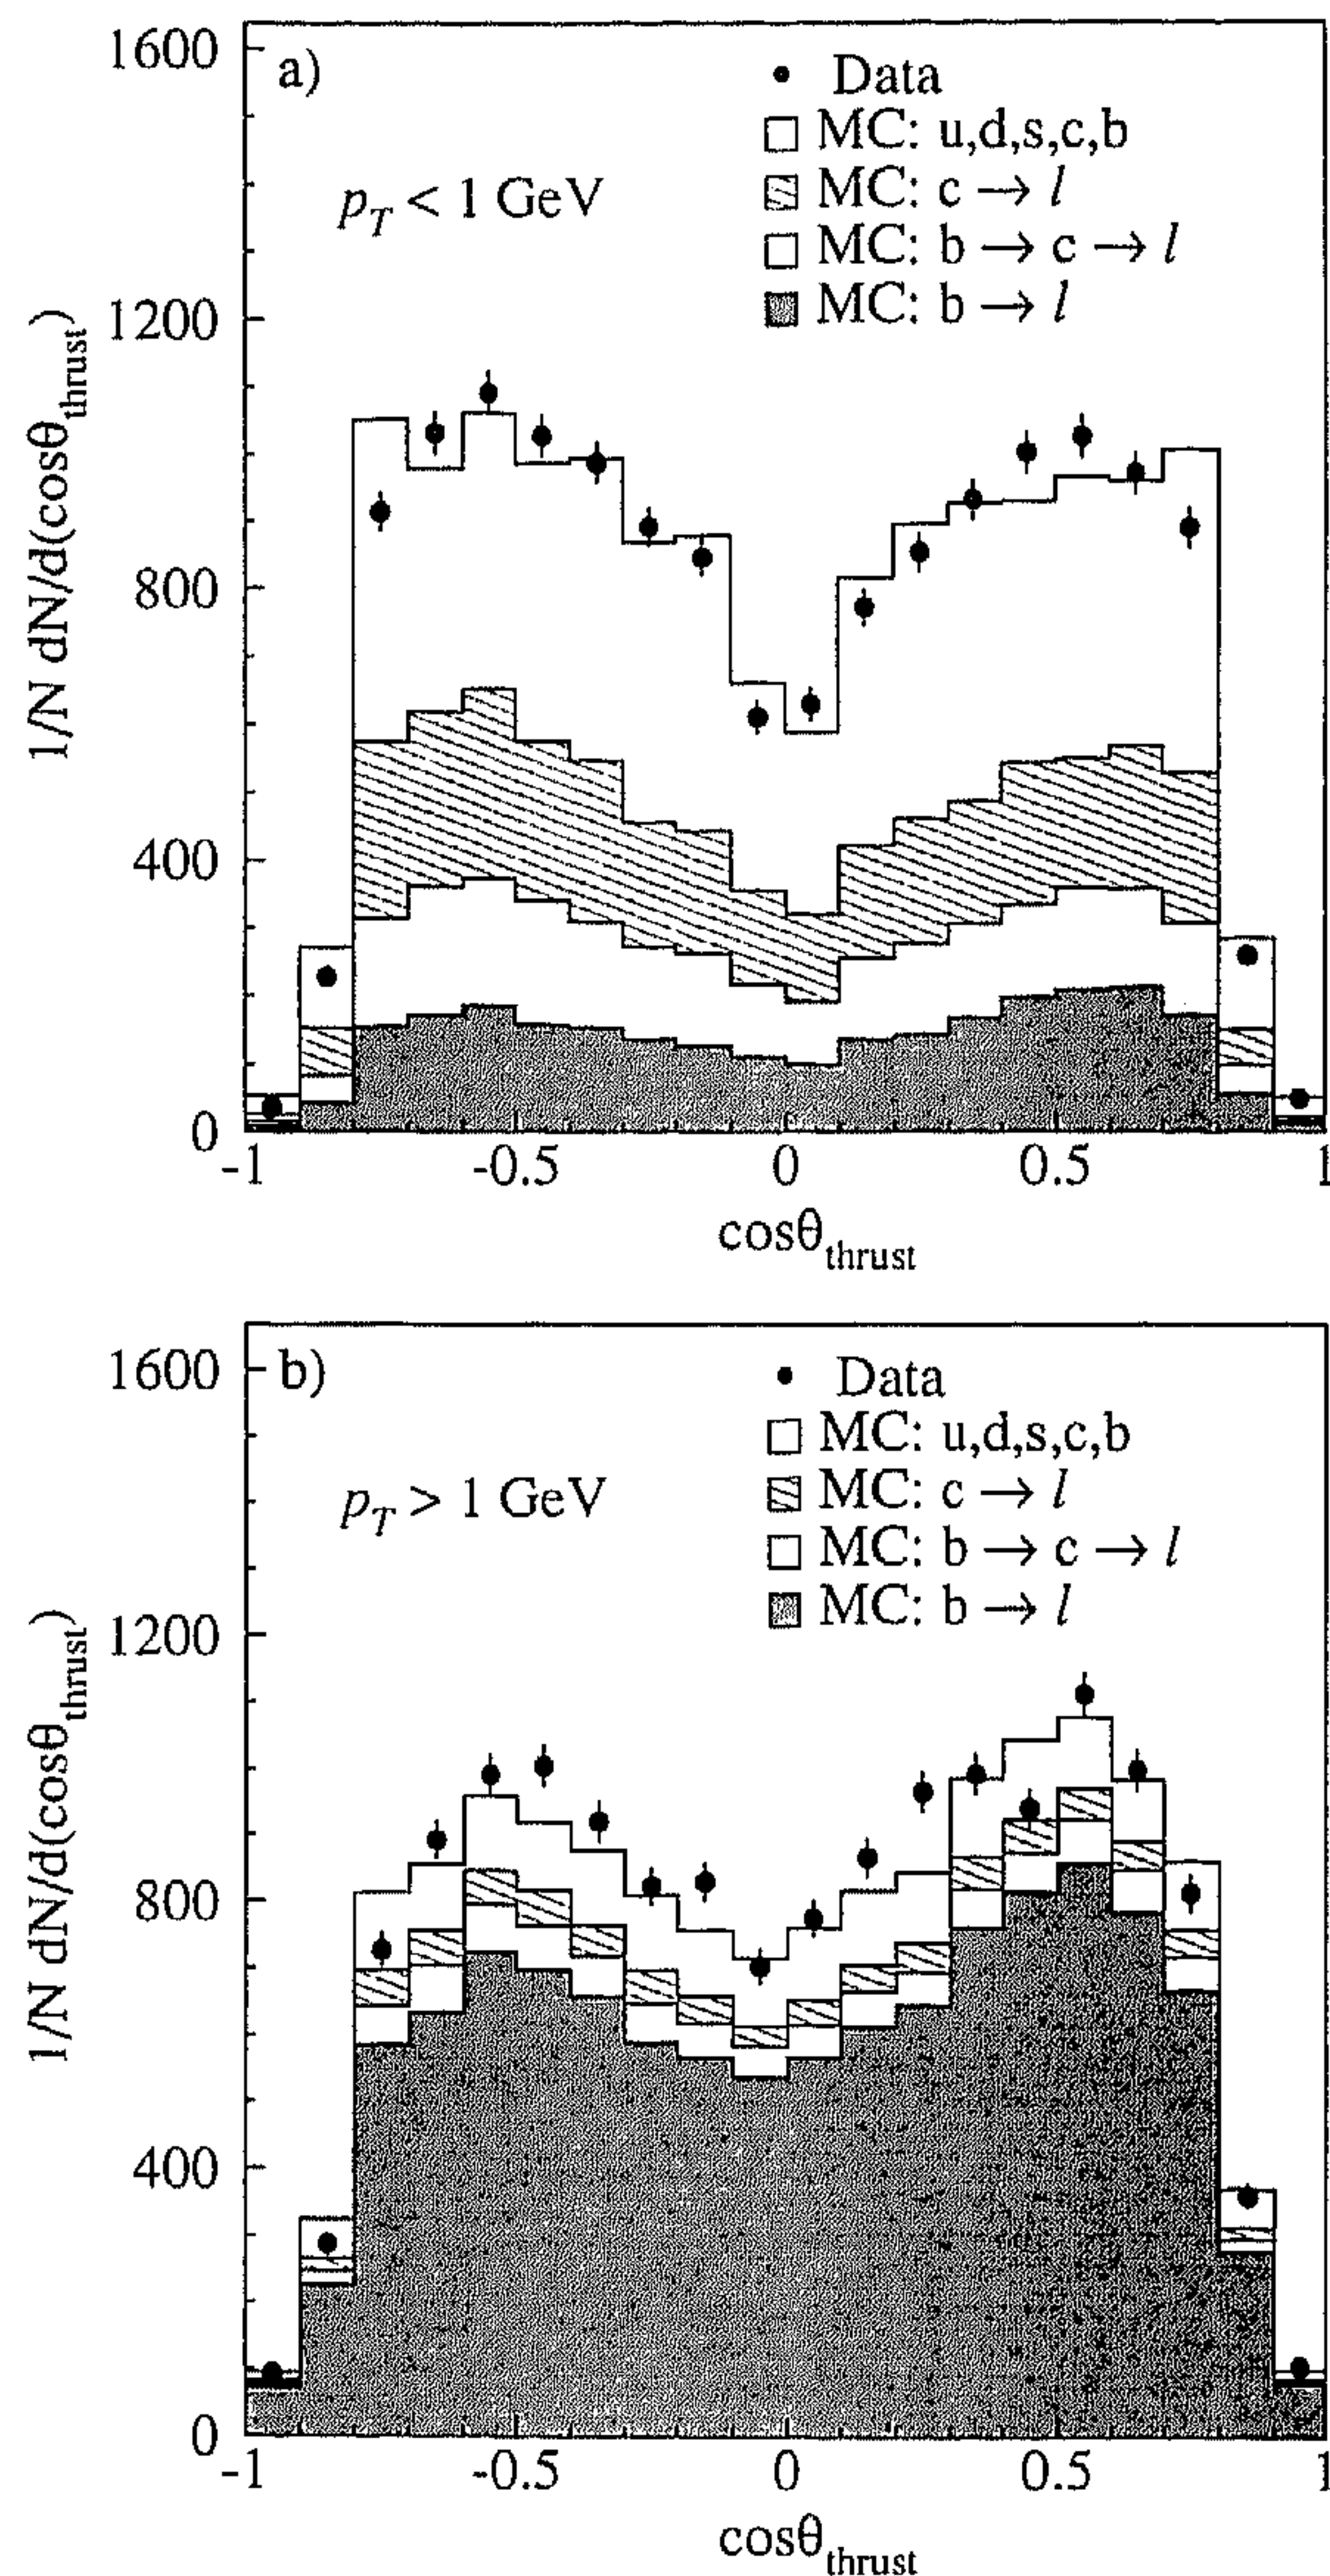 1600
a)
Data
MC: u,d,s,c,b
MC: c → l
MC: b → c → l
MC: b → l
p_T < 1 GeV
1200
800
400
0
1/N dN/d(cosθ_thrust)
-1 -0.5 0 0.5 1
cosθ_thrust
1600
b)
Data
MC: u,d,s,c,b
MC: c → l
MC: b → c → l
MC: b → l
p_T > 1 GeV
1200
800
400
0
1/N dN/d(cosθ_thrust)
-1 -0.5 0 0.5 1
cosθ_thrust